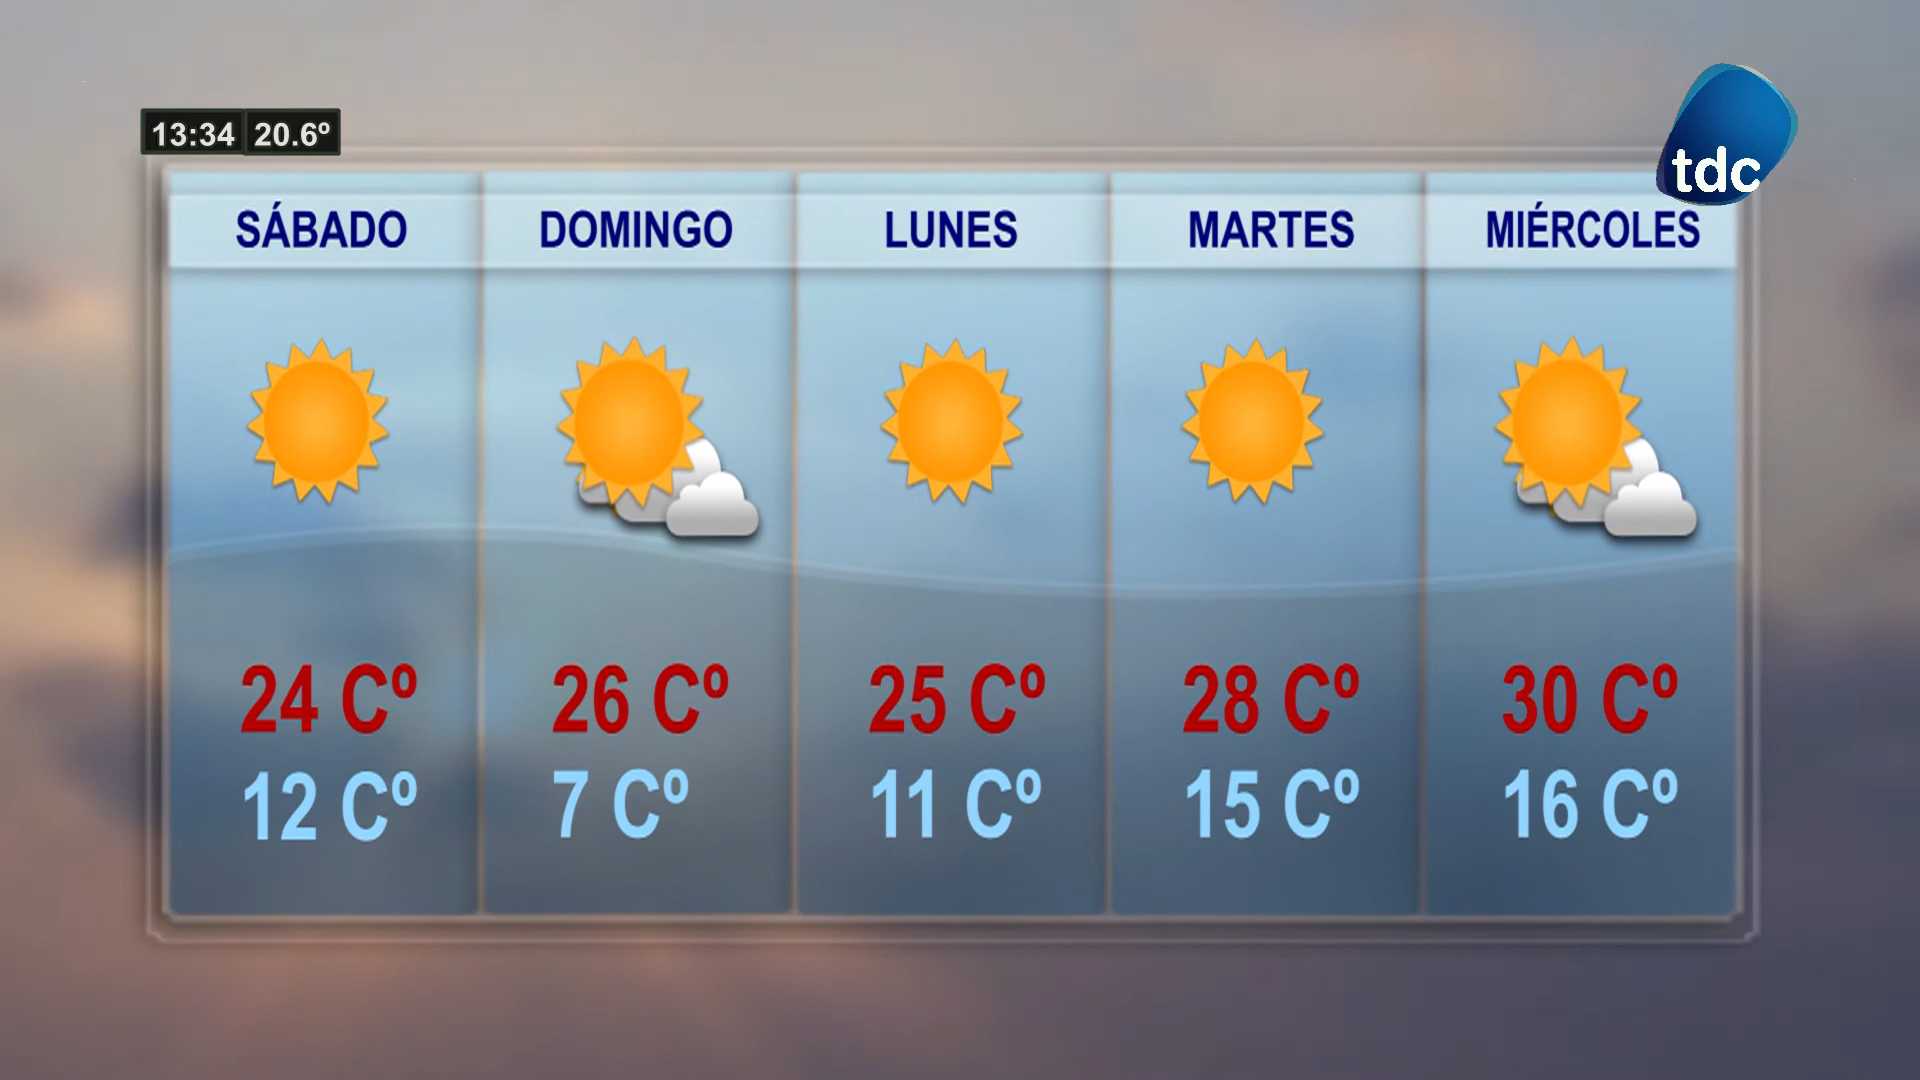 13:34 20.6º
tdc
SÁBADO DOMINGO LUNES MARTES MIÉRCOLES
24 Cº 26 Cº 25 Cº 28 Cº 30 Cº
12 Cº 7 Cº 11 Cº 15 Cº 16 Cº